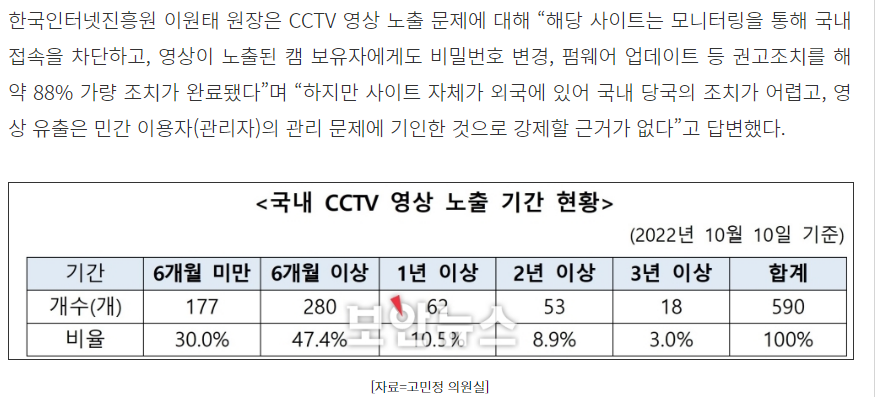 한국인터넷진흥원 이원태 원장은 CCTV 영상 노출 문제에 대해 “해당 사이트는 모니터링을 통해 국내
접속을 차단하고, 영상이 노출된 캠 보유자에게도 비밀번호 변경, 펌웨어 업데이트 등 권고조치를 해
약 88% 가량 조치가 완료됐다”며 “하지만 사이트 자체가 외국에 있어 국내 당국의 조치가 어렵고, 영
상 유출은 민간 이용자(관리자)의 관리 문제에 기인한 것으로 강제할 근거가 없다”고 답변했다.
<국내 CCTV 영상 노출 기간 현황>
(2022년 10월 10일 기준)
기간 6개월 미만 6개월 이상 1년 이상 2년 이상 3년 이상 합계
개수(개) 177 280 62 53 18 590
보안뉴스
비율 30.0% 47.4% 10.5% 8.9% 3.0% 100%
[자료=고민정 의원실]